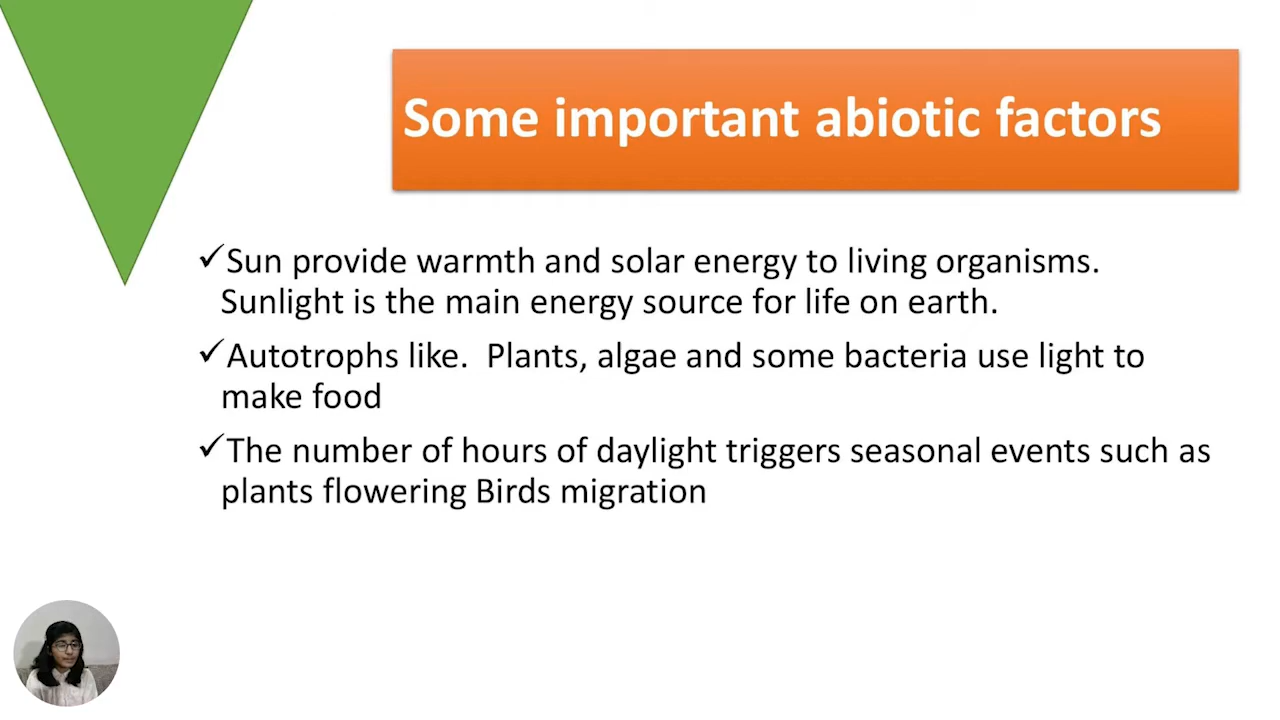 Some important abiotic factors
✓Sun provide warmth and solar energy to living organisms.
Sunlight is the main energy source for life on earth.
✓Autotrophs like.  Plants, algae and some bacteria use light to
make food
✓The number of hours of daylight triggers seasonal events such as
plants flowering Birds migration